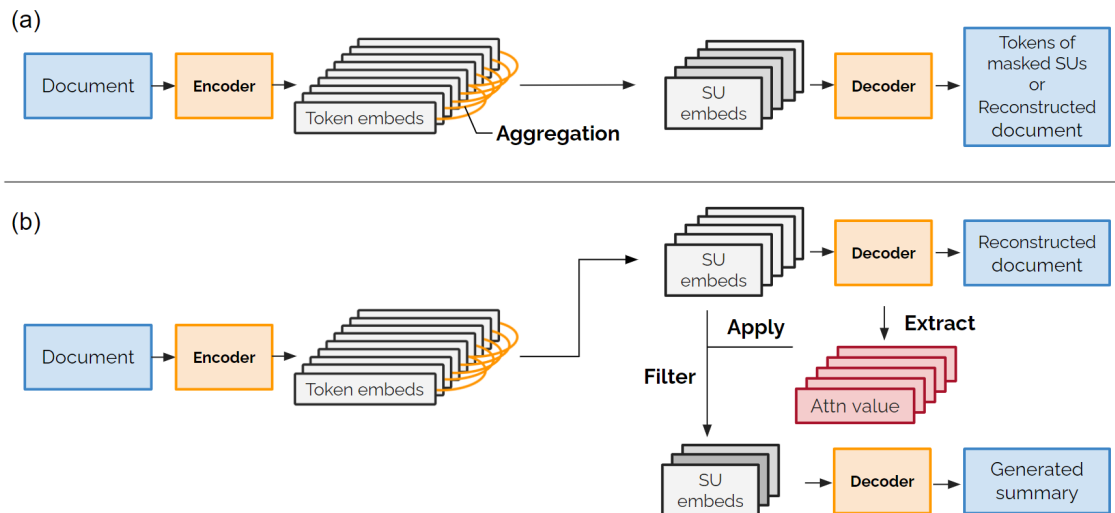 (a)
Document
Encoder
Token embeds
Aggregation
SU
embeds
Decoder
Tokens of
masked SUs
or
Reconstructed
document
(b)
Document
Encoder
Token embeds
SU
embeds
Decoder
Reconstructed
document
Apply
Extract
Filter
Attn value
SU
embeds
Decoder
Generated
summary